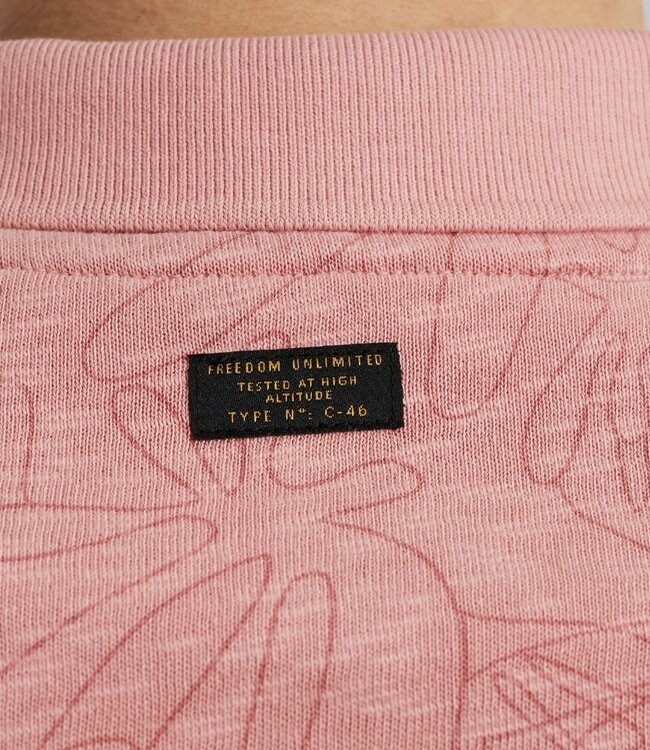 FREEDOM UNLIMITED
TESTED AT HIGH
ALTITUDE
TYPE Nº: C-46